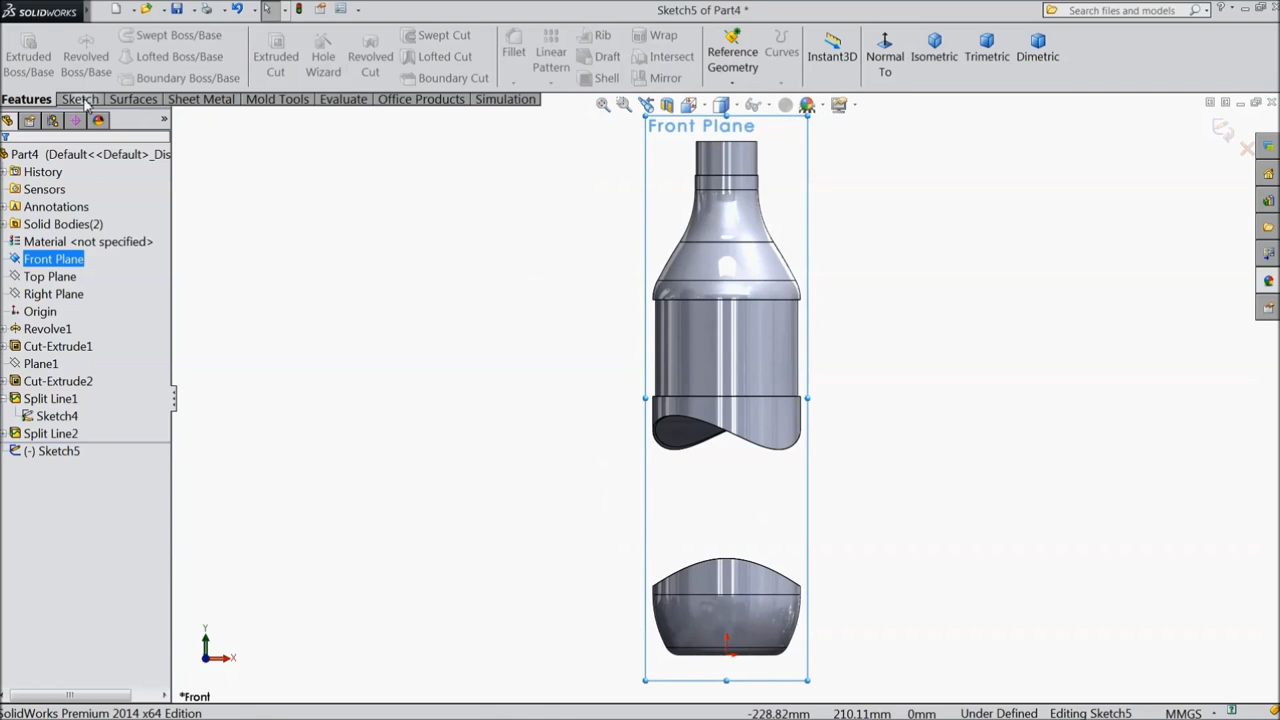 SOLIDWORKS
Sketch5 of Part4 *
Search files and models
Extruded Boss/Base
Revolved Boss/Base
Swept Boss/Base
Lofted Boss/Base
Boundary Boss/Base
Extruded Cut
Hole Wizard
Revolved Cut
Swept Cut
Lofted Cut
Boundary Cut
Fillet
Linear Pattern
Rib
Draft
Shell
Wrap
Intersect
Mirror
Reference Geometry
Curves
Instant3D
Normal To
Isometric
Trimetric
Dimetric
Features Sketch Surfaces Sheet Metal Mold Tools Evaluate Office Products Simulation
Front Plane
Part4 (Default<<Default>_Dis
History
Sensors
Annotations
Solid Bodies(2)
Material <not specified>
Front Plane
Top Plane
Right Plane
Origin
Revolve1
Cut-Extrude1
Plane1
Cut-Extrude2
Split Line1
Sketch4
Split Line2
(-) Sketch5
Y
X
*Front
SolidWorks Premium 2014 x64 Edition
-228.82mm 210.11mm 0mm Under Defined Editing Sketch5 MMGS